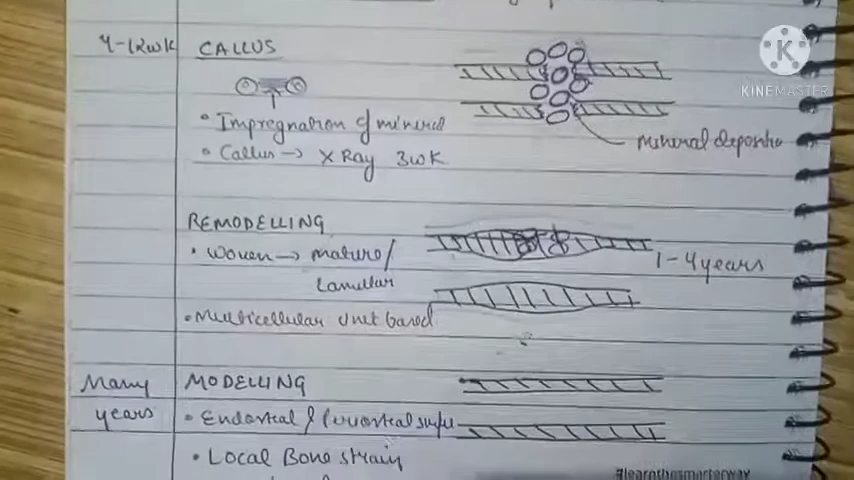 4-12wk CALLUS
K
KINEMASTER
• Impregnation of mineral
mineral deposition
• Callus → X Ray 3wk
REMODELLING
• Woven → mature/
lamellar
1-4 years
• Multicellular unit based
Many years
MODELLING
• Endosteal & Periosteal surface
• Local Bone strain
#learnthesmarterway